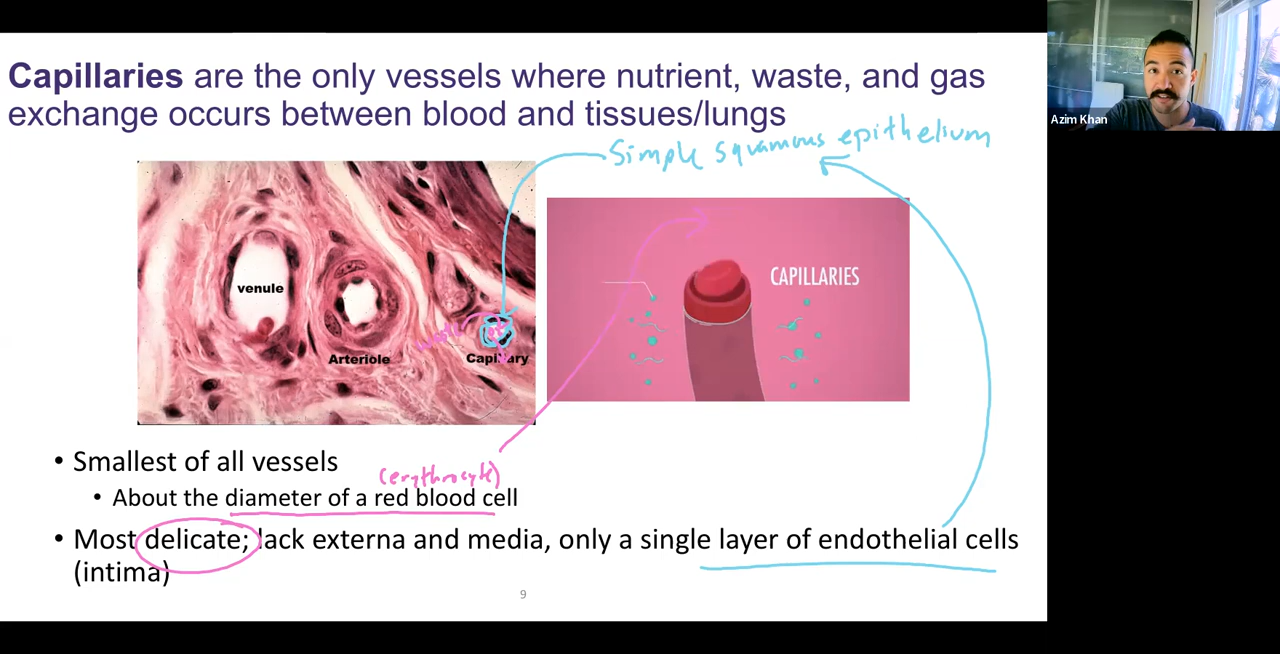 Capillaries are the only vessels where nutrient, waste, and gas
exchange occurs between blood and tissues/lungs
Azim Khan
Simple squamous epithelium
CAPILLARIES
venule
waste
Arteriole
Capillary
• Smallest of all vessels
(erythrocyte)
• About the diameter of a red blood cell
• Most delicate; lack externa and media, only a single layer of endothelial cells
(intima)
9